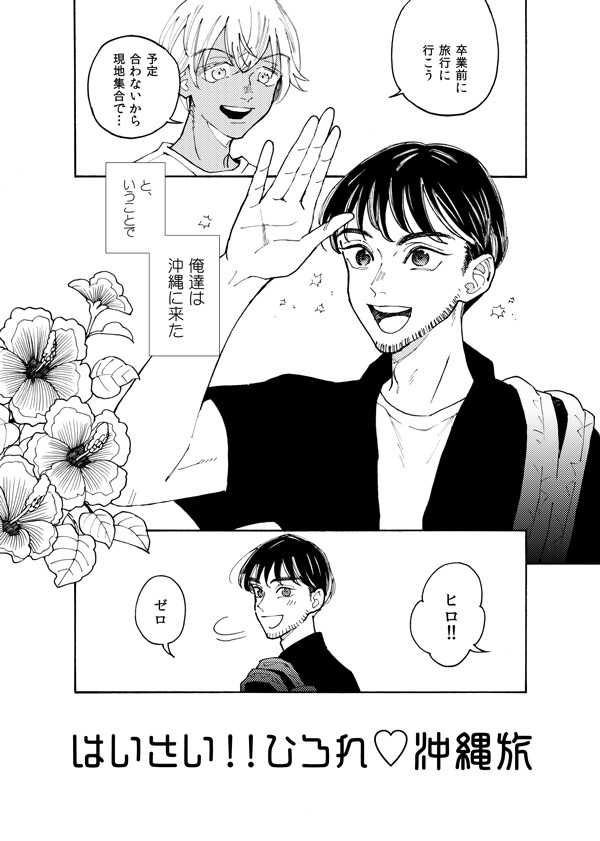 卒業前に
旅行に
行こう
予定
合わないから
現地集合で…
と、
いうことで
俺達は
沖縄に来た
ヒロ!!
ゼロ
はいさい!!ひろれ♡沖縄旅